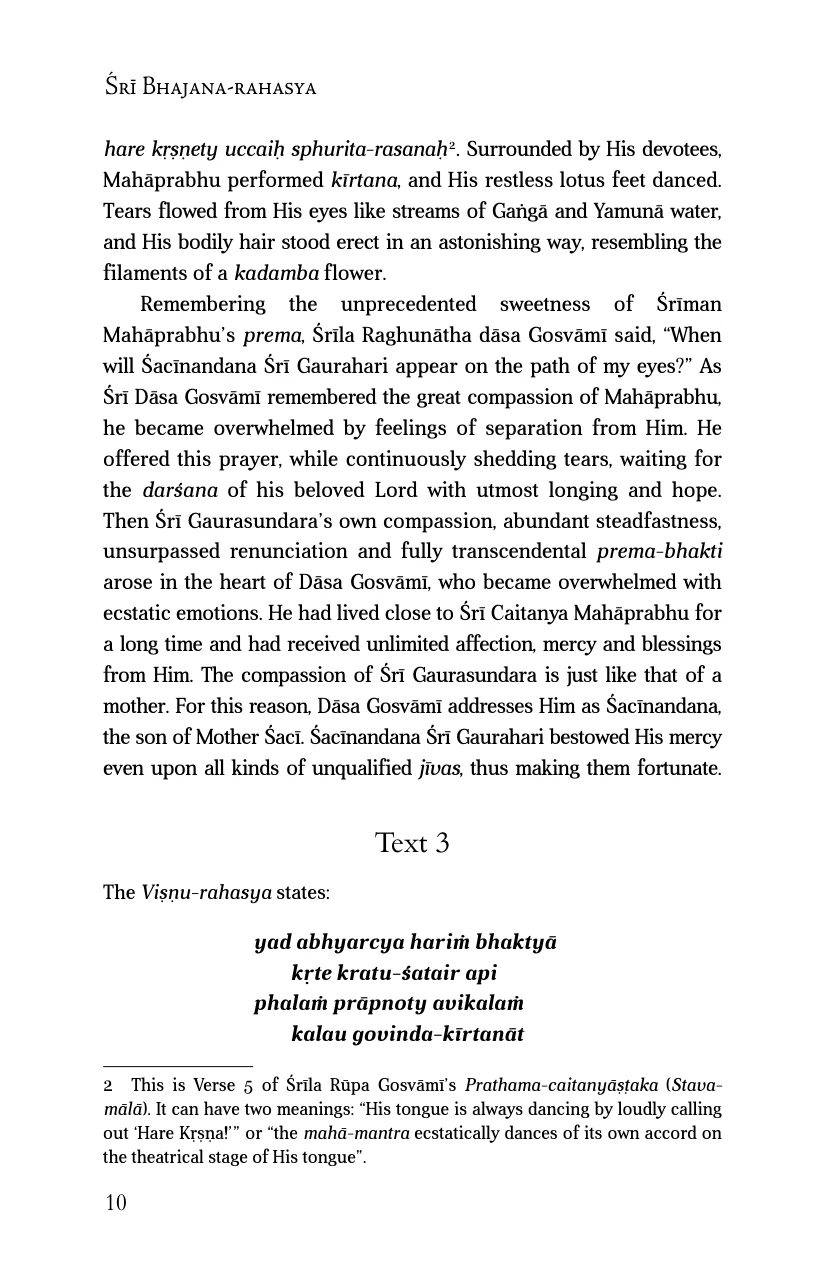 Śrī Bhajana-rahasya
hare kṛṣṇety uccaiḥ sphurita-rasanaḥ². Surrounded by His devotees,
Mahāprabhu performed kīrtana, and His restless lotus feet danced.
Tears flowed from His eyes like streams of Gaṅgā and Yamunā water,
and His bodily hair stood erect in an astonishing way, resembling the
filaments of a kadamba flower.
Remembering the unprecedented sweetness of Śrīman
Mahāprabhu’s prema, Śrīla Raghunātha dāsa Gosvāmī said, “When
will Śacīnandana Śrī Gaurahari appear on the path of my eyes?” As
Śrī Dāsa Gosvāmī remembered the great compassion of Mahāprabhu,
he became overwhelmed by feelings of separation from Him. He
offered this prayer, while continuously shedding tears, waiting for
the darśana of his beloved Lord with utmost longing and hope.
Then Śrī Gaurasundara’s own compassion, abundant steadfastness,
unsurpassed renunciation and fully transcendental prema-bhakti
arose in the heart of Dāsa Gosvāmī, who became overwhelmed with
ecstatic emotions. He had lived close to Śrī Caitanya Mahāprabhu for
a long time and had received unlimited affection, mercy and blessings
from Him. The compassion of Śrī Gaurasundara is just like that of a
mother. For this reason, Dāsa Gosvāmī addresses Him as Śacīnandana,
the son of Mother Śacī. Śacīnandana Śrī Gaurahari bestowed His mercy
even upon all kinds of unqualified jīvas, thus making them fortunate.
Text 3
The Viṣṇu-rahasya states:
yad abhyarcya hariṁ bhaktyā
kṛte kratu-śatair api
phalaṁ prāpnoty avikalaṁ
kalau govinda-kīrtanāt
2 This is Verse 5 of Śrīla Rūpa Gosvāmī’s Prathama-caitanyāṣṭaka (Stava-
mālā). It can have two meanings: “His tongue is always dancing by loudly calling
out ‘Hare Kṛṣṇa!’” or “the mahā-mantra ecstatically dances of its own accord on
the theatrical stage of His tongue”.
10